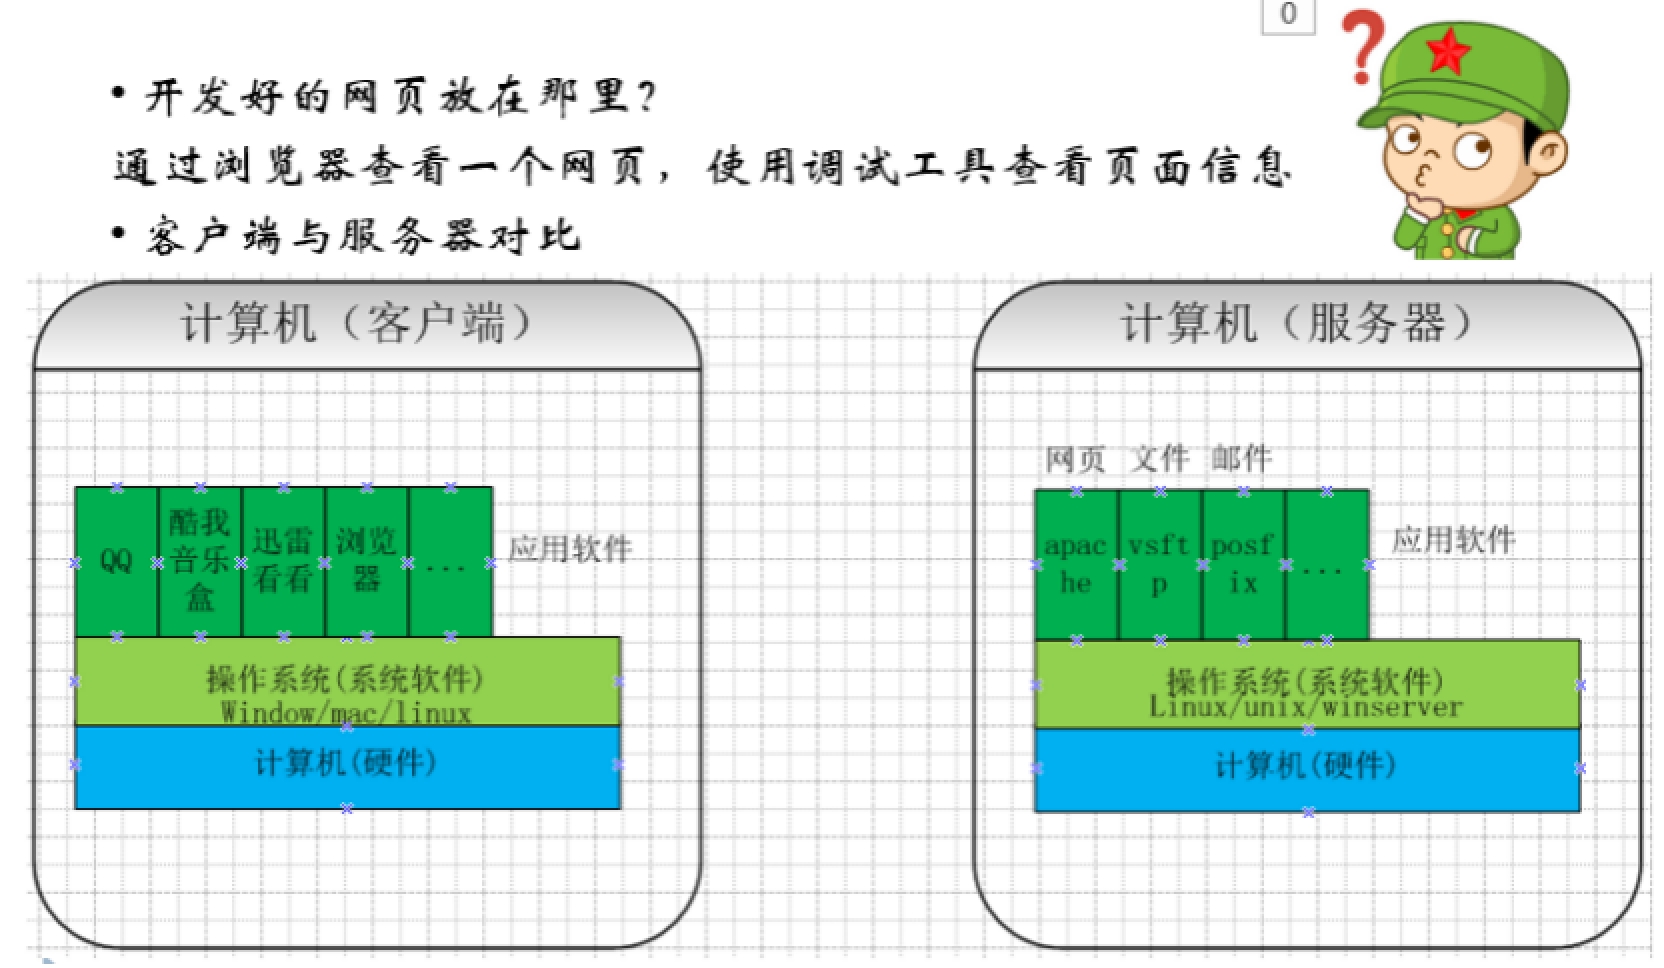 0
?
• 开发好的网页放在那里?
通过浏览器查看一个网页，使用调试工具查看页面信息
• 客户端与服务器对比
计算机（客户端）
QQ
酷我
音乐
盒
迅雷
看看
浏览
器
...
应用软件
操作系统(系统软件)
Window/mac/linux
计算机(硬件)
计算机（服务器）
网页 文件 邮件
apac
he
vsft
p
posf
ix
...
应用软件
操作系统(系统软件)
Linux/unix/winserver
计算机(硬件)